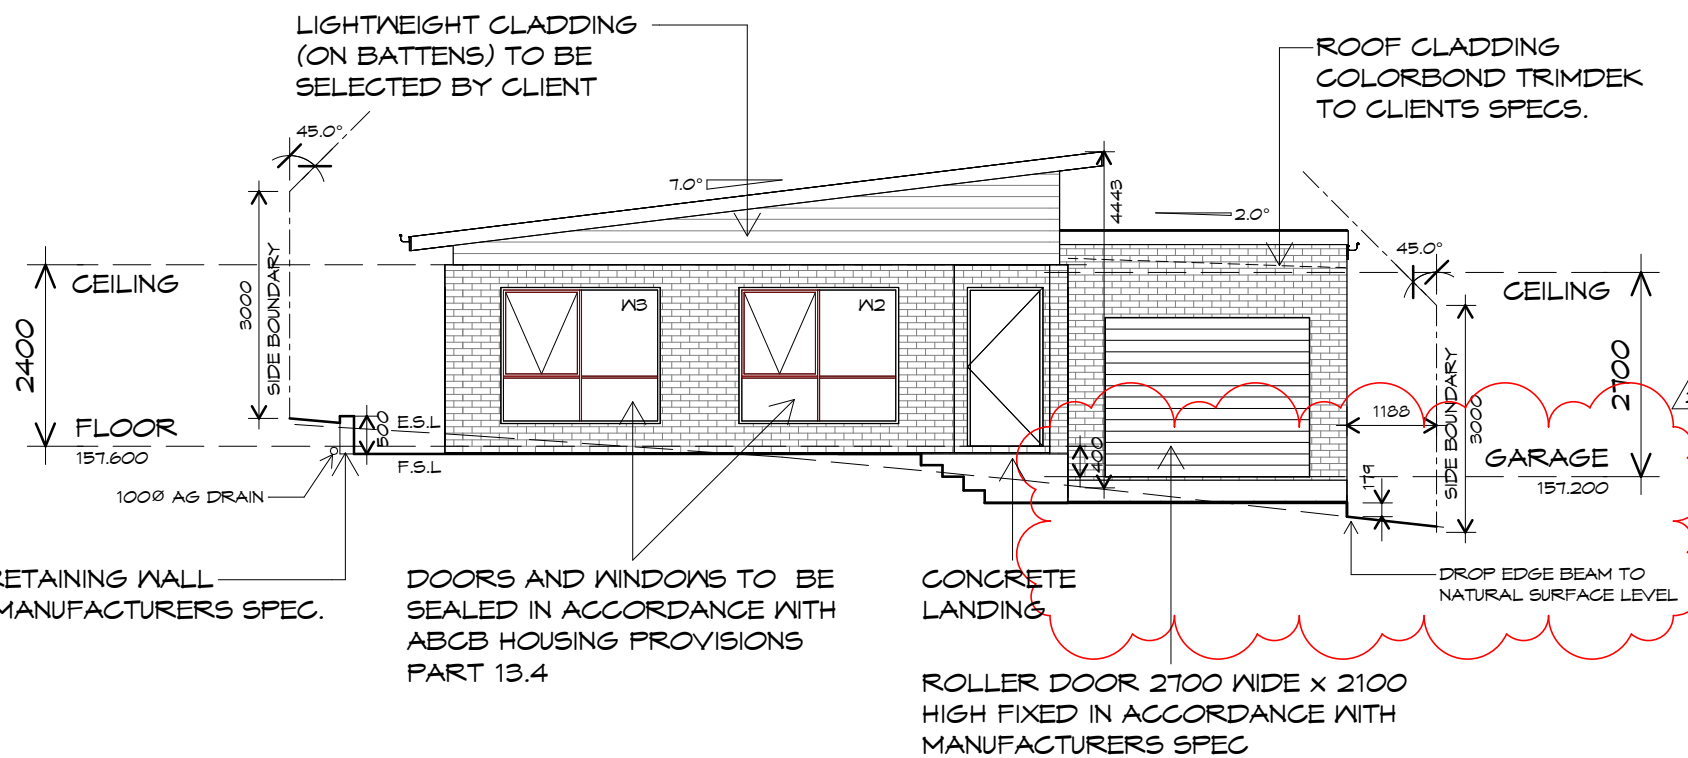 LIGHTWEIGHT CLADDING
(ON BATTENS) TO BE
SELECTED BY CLIENT
ROOF CLADDING
COLORBOND TRIMDEK
TO CLIENTS SPECS.
45.0°
7.0°
4443
2.0°
45.0°
CEILING
2400
3000
SIDE BOUNDARY
W3
W2
CEILING
2700
FLOOR
157.600
500
E.S.L
F.S.L
400
1188
3000
SIDE BOUNDARY
179
GARAGE
157.200
100Ø AG DRAIN
RETAINING WALL
MANUFACTURERS SPEC.
DOORS AND WINDOWS TO BE
SEALED IN ACCORDANCE WITH
ABCB HOUSING PROVISIONS
PART 13.4
CONCRETE
LANDING
DROP EDGE BEAM TO
NATURAL SURFACE LEVEL
ROLLER DOOR 2700 WIDE x 2100
HIGH FIXED IN ACCORDANCE WITH
MANUFACTURERS SPEC